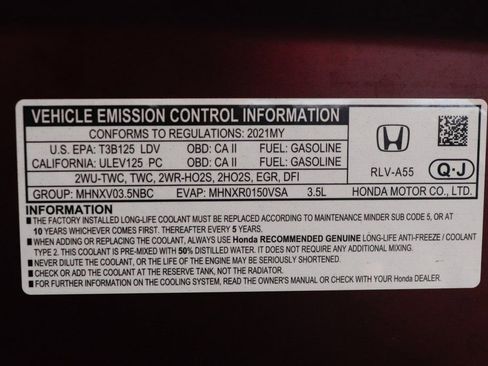 VEHICLE EMISSION CONTROL INFORMATION
CONFORMS TO REGULATIONS: 2021MY
U.S. EPA: T3B125 LDV OBD: CA II FUEL: GASOLINE
CALIFORNIA: ULEV125 PC OBD: CA II FUEL: GASOLINE
2WU-TWC, TWC, 2WR-HO2S, 2HO2S, EGR, DFI
GROUP: MHNXV03.5NBC EVAP: MHNXR0150VSA 3.5L
RLV-A55
Q-J
HONDA MOTOR CO., LTD.
INFORMATION
■THE FACTORY INSTALLED LONG-LIFE COOLANT MUST BE REPLACED ACCORDING TO MAINTENANCE MINDER SUB CODE 5, OR AT
10 YEARS WHICHEVER COMES FIRST. THEREAFTER EVERY 5 YEARS.
■WHEN ADDING OR REPLACING THE COOLANT, ALWAYS USE Honda RECOMMENDED GENUINE LONG-LIFE ANTI-FREEZE / COOLANT
TYPE 2. THIS COOLANT IS PRE-MIXED WITH 50% DISTILLED WATER. IT DOES NOT REQUIRE ANY ADDITIONAL MIXING.
■NEVER DILUTE THE COOLANT, OR THE LIFE OF THE ENGINE MAY BE SERIOUSLY SHORTENED.
■CHECK OR ADD THE COOLANT AT THE RESERVE TANK, NOT THE RADIATOR.
■FOR FURTHER INFORMATION ON THE COOLING SYSTEM, READ THE OWNER'S MANUAL OR CHECK WITH YOUR Honda DEALER.